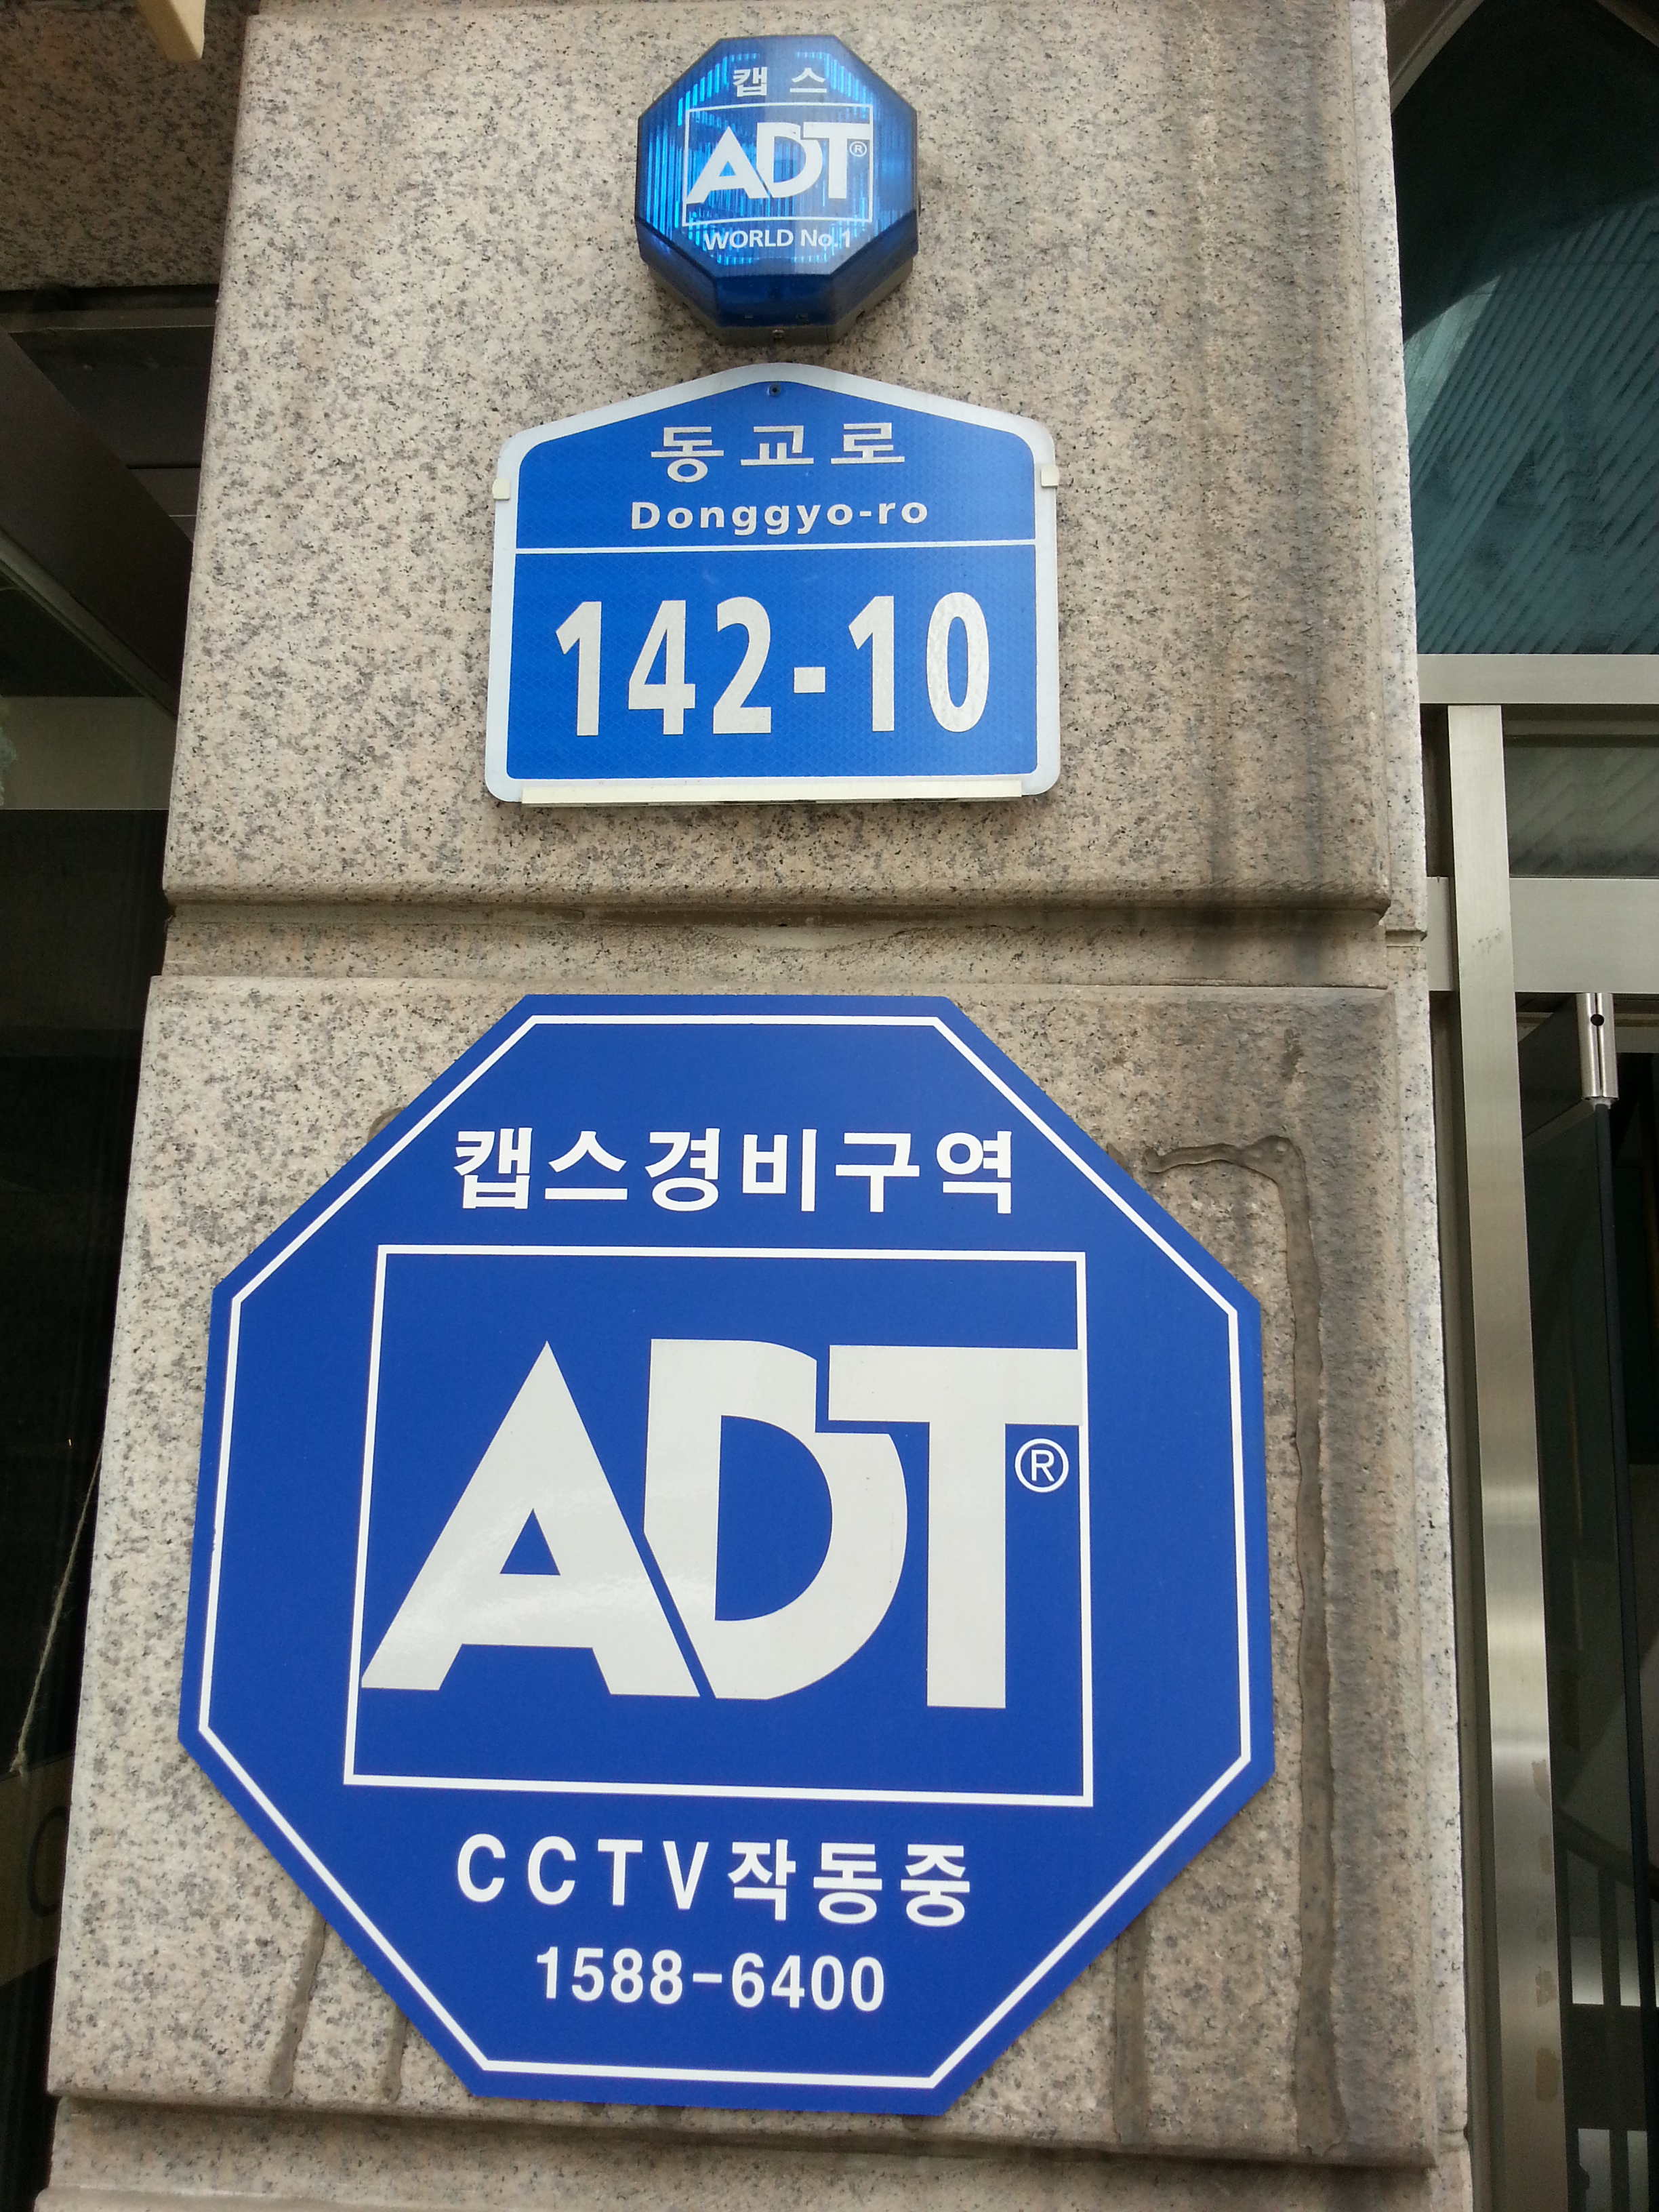 캡스
ADT®
WORLD No.1
동교로
Donggyo-ro
142-10
캡스경비구역
ADT®
CCTV작동중
1588-6400